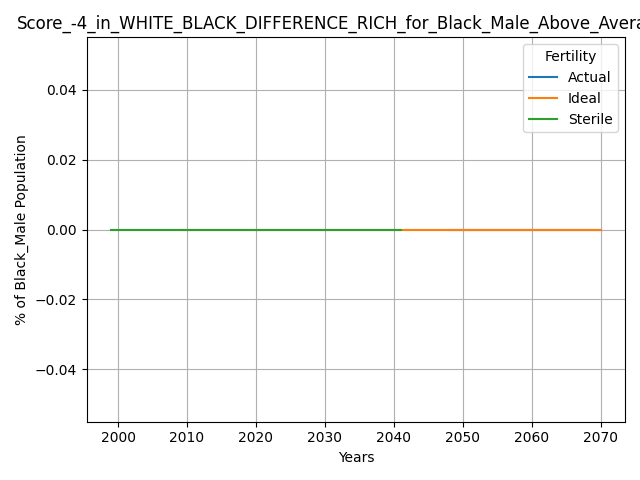 Score_-4_in_WHITE_BLACK_DIFFERENCE_RICH_for_Black_Male_Above_Avera
Fertility
Actual
Ideal
Sterile
0.04
0.02
0.00
−0.02
−0.04
% of Black_Male Population
2000 2010 2020 2030 2040 2050 2060 2070
Years